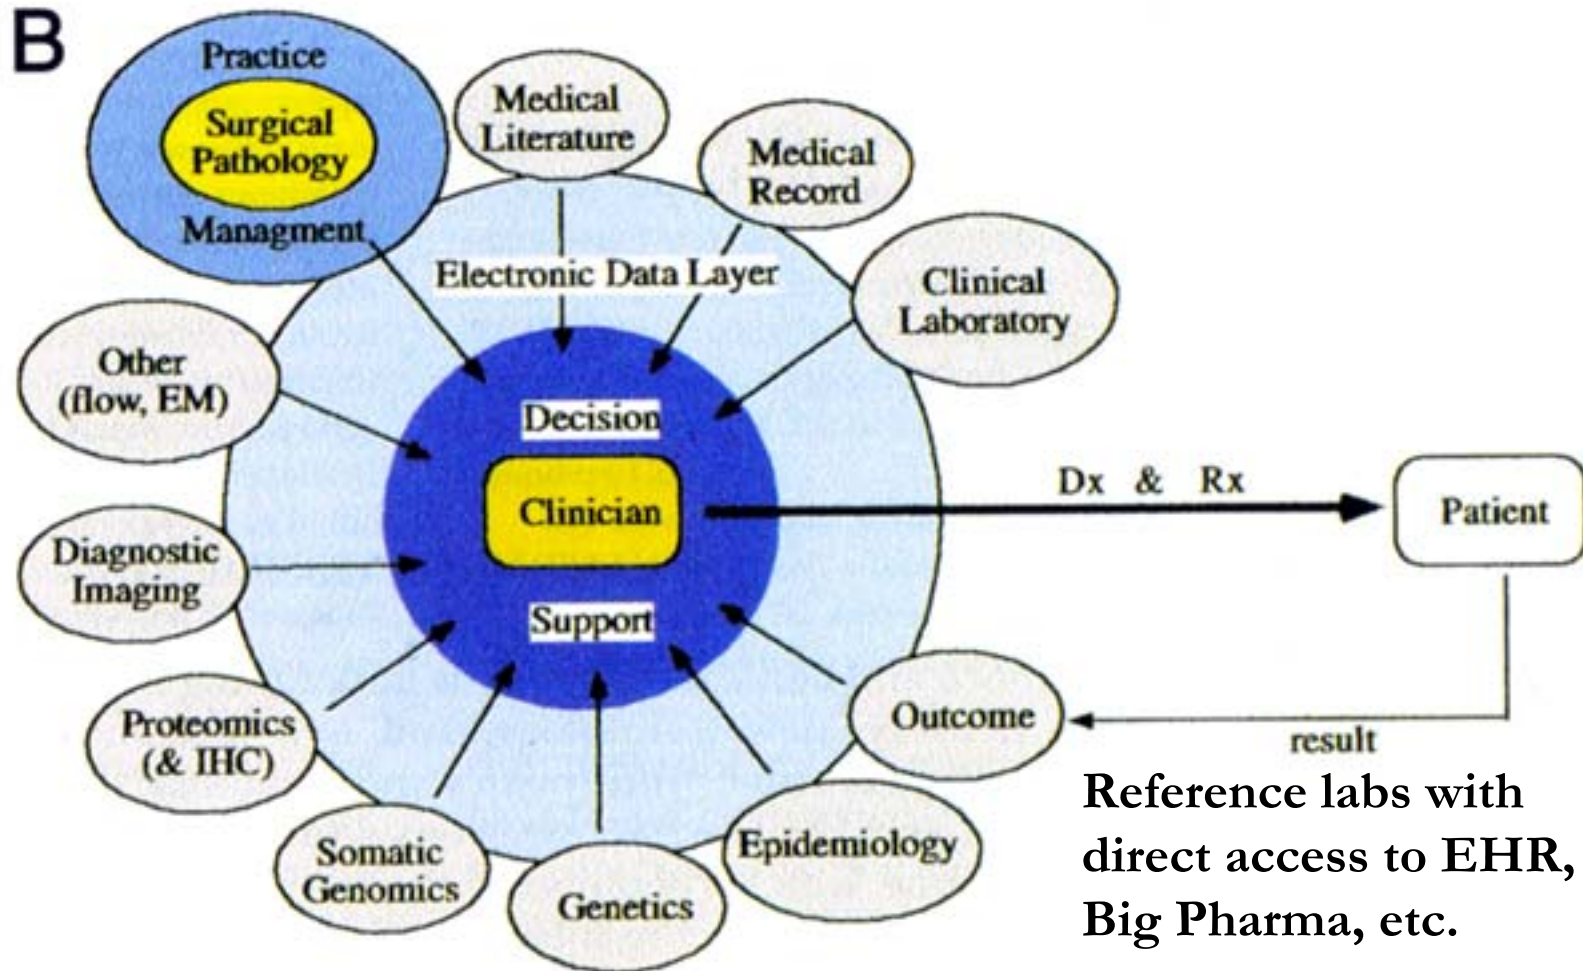 B
Practice
Surgical
Pathology
Managment
Medical
Literature
Medical
Record
Clinical
Laboratory
Electronic Data Layer
Other
(flow, EM)
Decision
Clinician
Support
Dx & Rx
Patient
Diagnostic
Imaging
Proteomics
(& IHC)
Somatic
Genomics
Genetics
Epidemiology
Outcome
result
Reference labs with
direct access to EHR,
Big Pharma, etc.